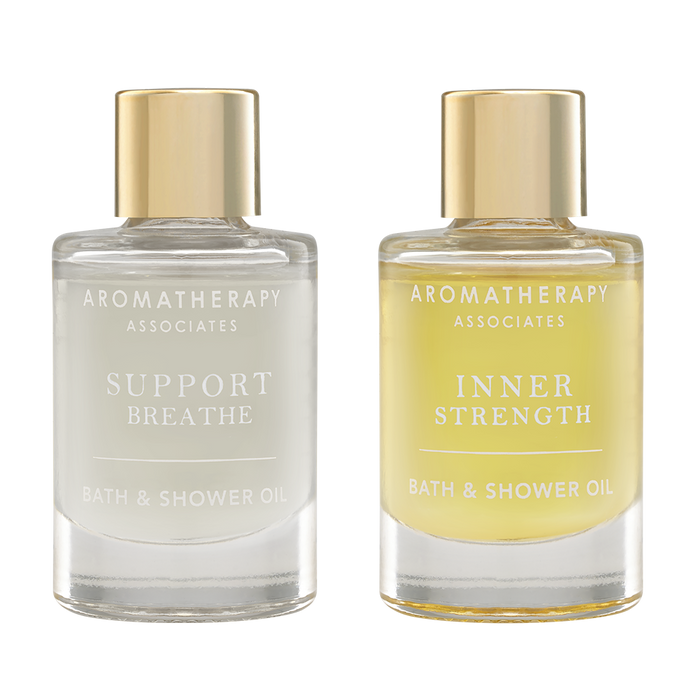 AROMATHERAPY
ASSOCIATES
SUPPORT
BREATHE
BATH & SHOWER OIL
AROMATHERAPY
ASSOCIATES
INNER
STRENGTH
BATH & SHOWER OIL